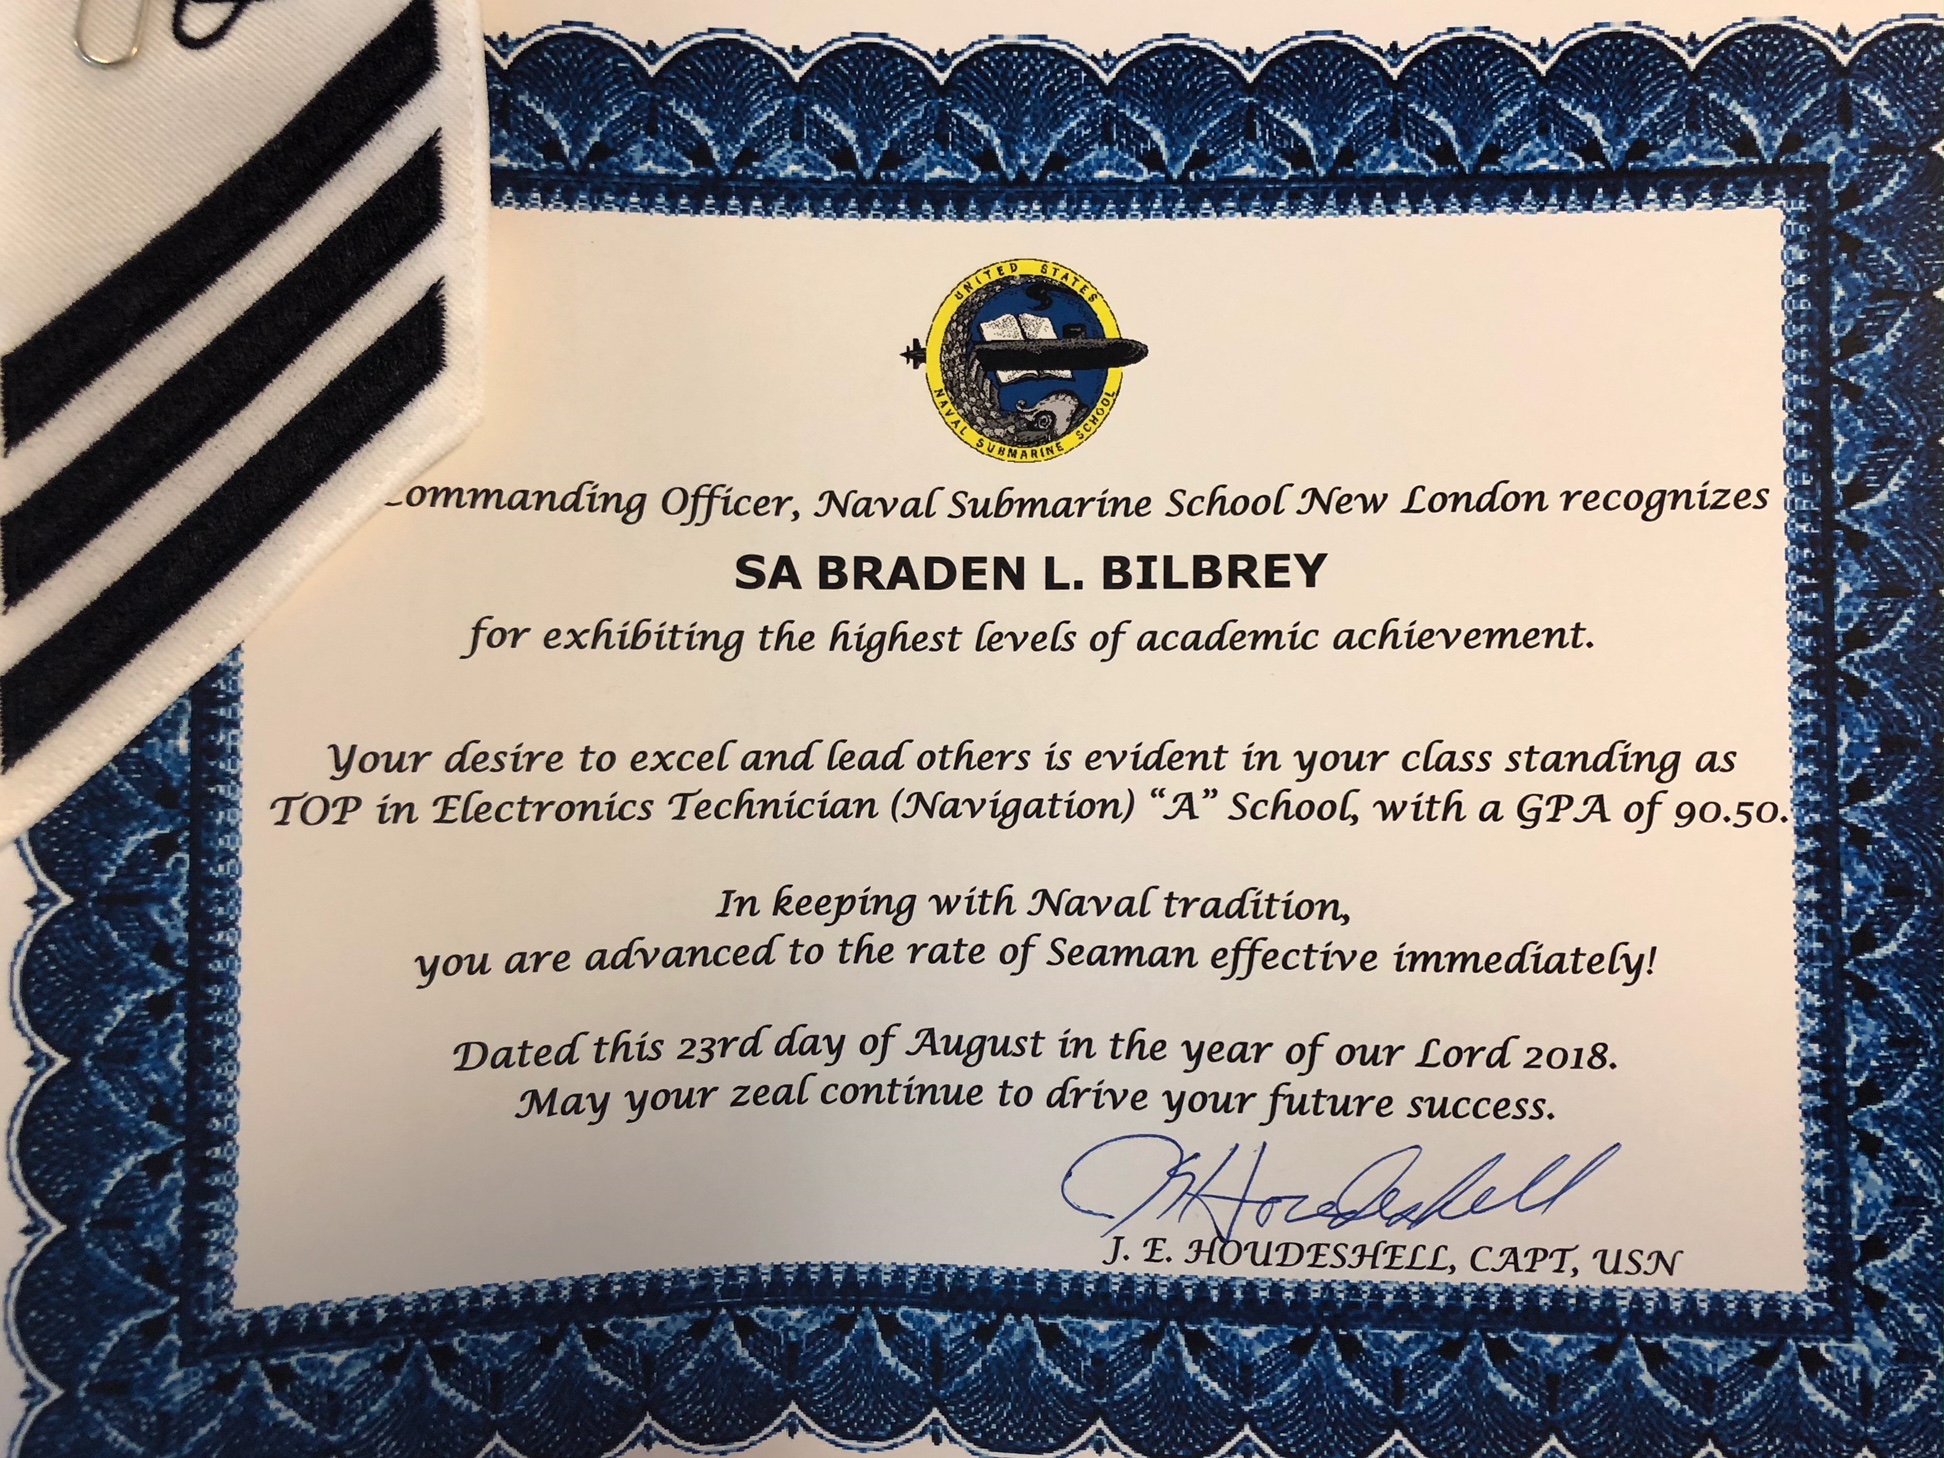 UNITED STATES
NAVAL SUBMARINE SCHOOL
Commanding Officer, Naval Submarine School New London recognizes
SA BRADEN L. BILBREY
for exhibiting the highest levels of academic achievement.
Your desire to excel and lead others is evident in your class standing as
TOP in Electronics Technician (Navigation) “A” School, with a GPA of 90.50.
In keeping with Naval tradition,
you are advanced to the rate of Seaman effective immediately!
Dated this 23rd day of August in the year of our Lord 2018.
May your zeal continue to drive your future success.
J. E. HOUDESHELL, CAPT, USN